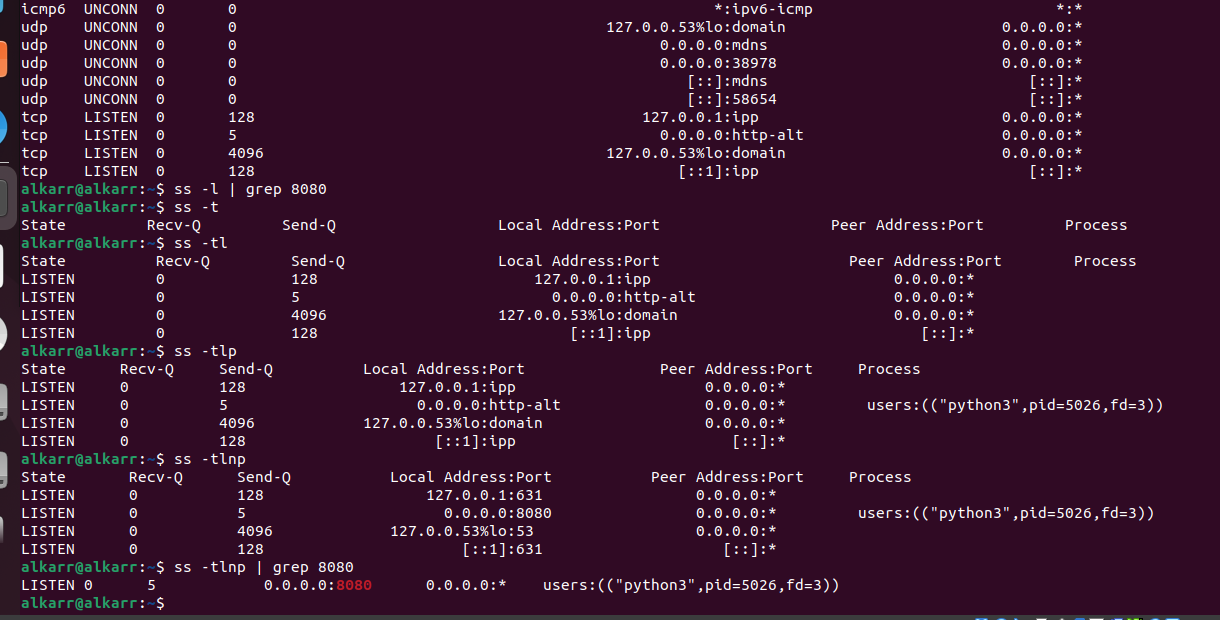 icmp6 UNCONN 0 0 *:ipv6-icmp *:*
udp UNCONN 0 0 127.0.0.53%lo:domain 0.0.0.0:*
udp UNCONN 0 0 0.0.0.0:mdns 0.0.0.0:*
udp UNCONN 0 0 0.0.0.0:38978 0.0.0.0:*
udp UNCONN 0 0 [::]:mdns [::]:*
udp UNCONN 0 0 [::]:58654 [::]:*
tcp LISTEN 0 128 127.0.0.1:ipp 0.0.0.0:*
tcp LISTEN 0 5 0.0.0.0:http-alt 0.0.0.0:*
tcp LISTEN 0 4096 127.0.0.53%lo:domain 0.0.0.0:*
tcp LISTEN 0 128 [::1]:ipp [::]:*
alkarr@alkarr:~$ ss -l | grep 8080
alkarr@alkarr:~$ ss -t
State Recv-Q Send-Q Local Address:Port Peer Address:Port Process
alkarr@alkarr:~$ ss -tl
State Recv-Q Send-Q Local Address:Port Peer Address:Port Process
LISTEN 0 128 127.0.0.1:ipp 0.0.0.0:*
LISTEN 0 5 0.0.0.0:http-alt 0.0.0.0:*
LISTEN 0 4096 127.0.0.53%lo:domain 0.0.0.0:*
LISTEN 0 128 [::1]:ipp [::]:*
alkarr@alkarr:~$ ss -tlp
State Recv-Q Send-Q Local Address:Port Peer Address:Port Process
LISTEN 0 128 127.0.0.1:ipp 0.0.0.0:*
LISTEN 0 5 0.0.0.0:http-alt 0.0.0.0:* users:(("python3",pid=5026,fd=3))
LISTEN 0 4096 127.0.0.53%lo:domain 0.0.0.0:*
LISTEN 0 128 [::1]:ipp [::]:*
alkarr@alkarr:~$ ss -tlnp
State Recv-Q Send-Q Local Address:Port Peer Address:Port Process
LISTEN 0 128 127.0.0.1:631 0.0.0.0:*
LISTEN 0 5 0.0.0.0:8080 0.0.0.0:* users:(("python3",pid=5026,fd=3))
LISTEN 0 4096 127.0.0.53%lo:53 0.0.0.0:*
LISTEN 0 128 [::1]:631 [::]:*
alkarr@alkarr:~$ ss -tlnp | grep 8080
LISTEN 0 5 0.0.0.0:8080 0.0.0.0:* users:(("python3",pid=5026,fd=3))
alkarr@alkarr:~$